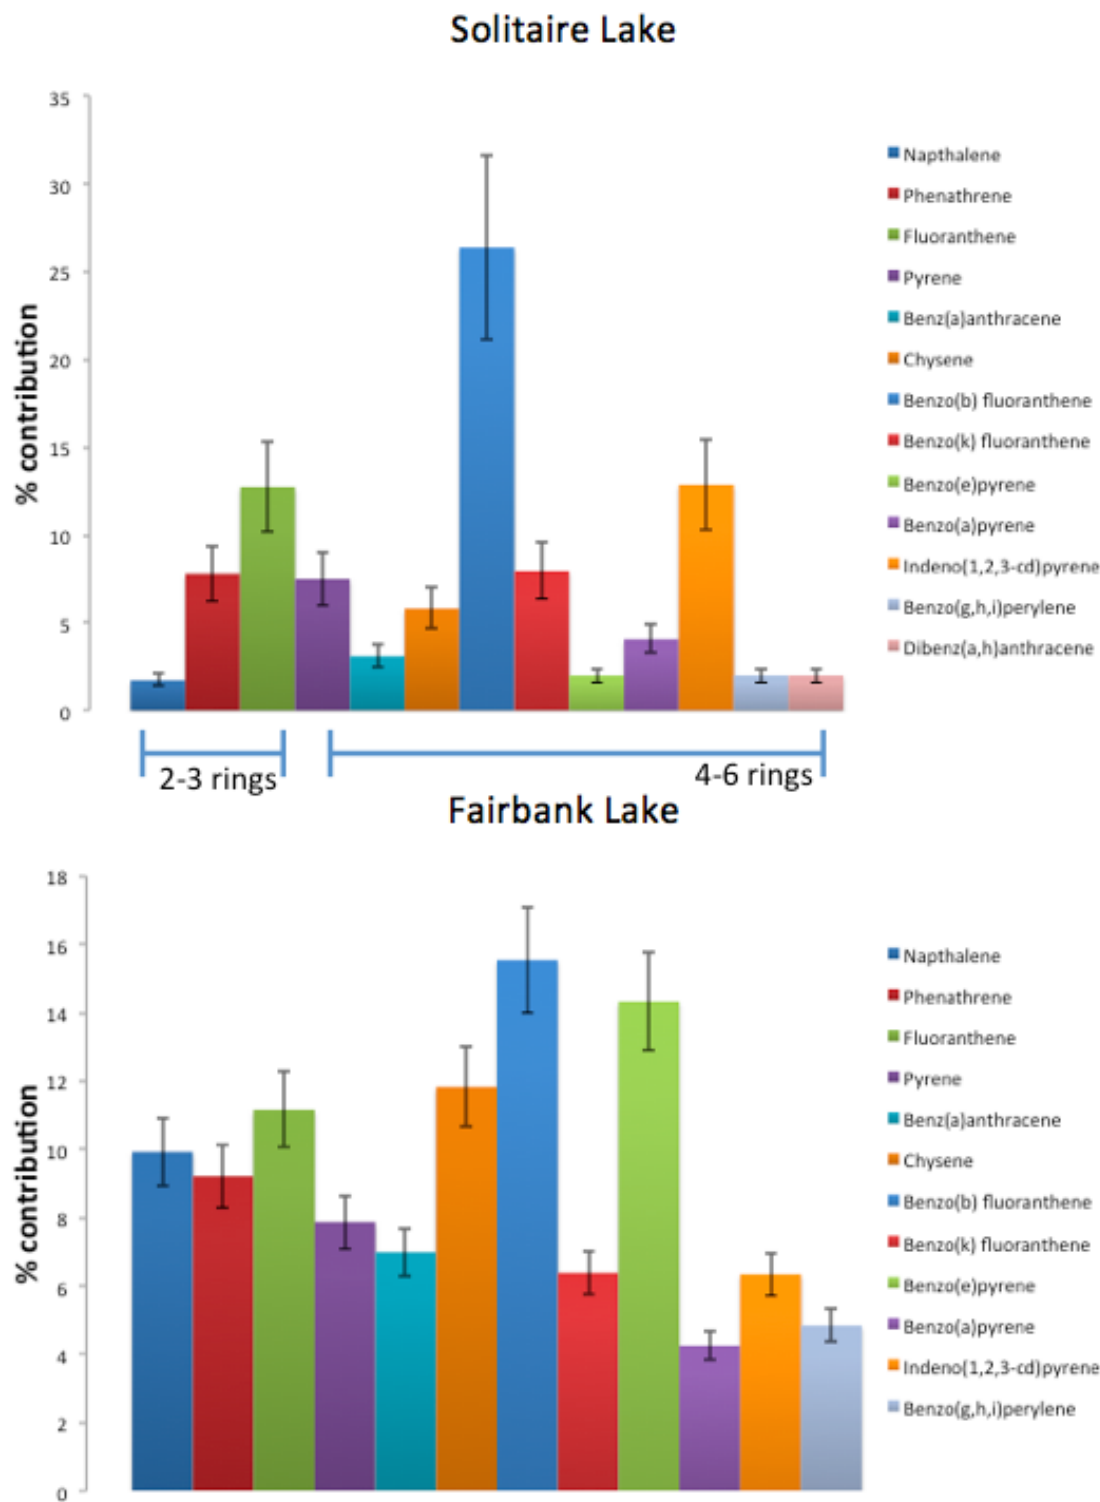 Solitaire Lake
35
30
25
20
15
10
5
0
% contribution
Napthalene
Phenathrene
Fluoranthene
Pyrene
Benz(a)anthracene
Chysene
Benzo(b) fluoranthene
Benzo(k) fluoranthene
Benzo(e)pyrene
Benzo(a)pyrene
Indeno(1,2,3-cd)pyrene
Benzo(g,h,i)perylene
Dibenz(a,h)anthracene
2-3 rings
4-6 rings
Fairbank Lake
18
16
14
12
10
8
6
4
2
0
% contribution
Napthalene
Phenathrene
Fluoranthene
Pyrene
Benz(a)anthracene
Chysene
Benzo(b) fluoranthene
Benzo(k) fluoranthene
Benzo(e)pyrene
Benzo(a)pyrene
Indeno(1,2,3-cd)pyrene
Benzo(g,h,i)perylene